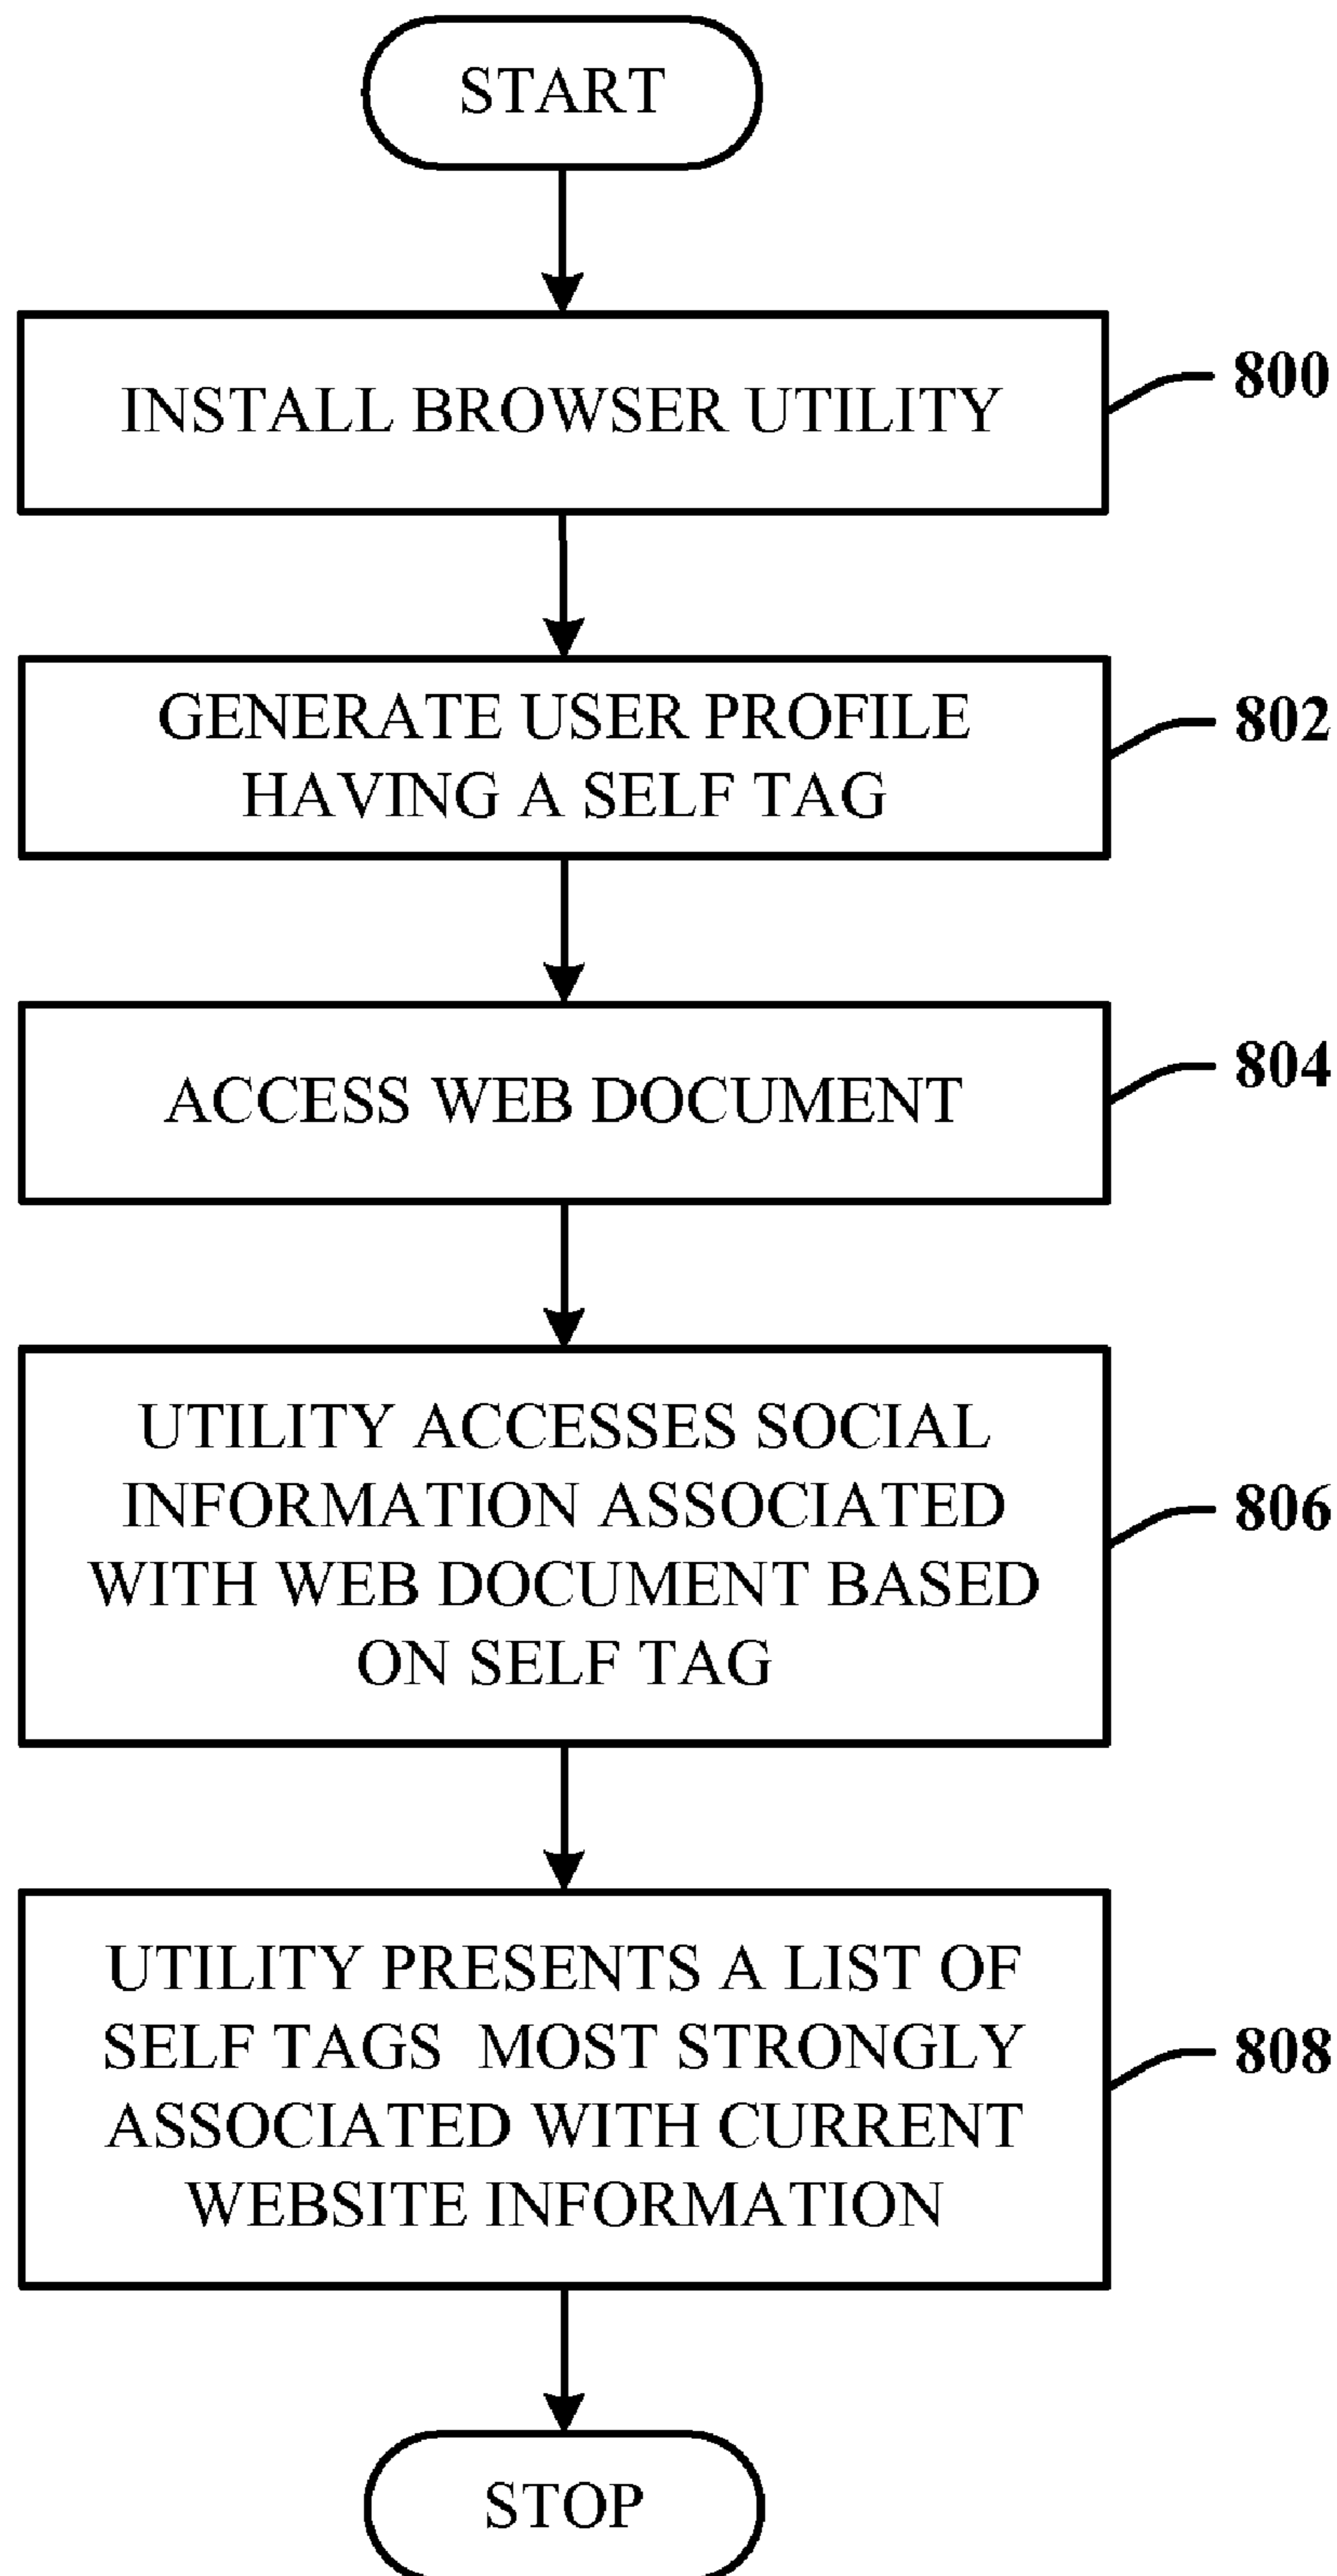 START
INSTALL BROWSER UTILITY
800
GENERATE USER PROFILE
HAVING A SELF TAG
802
ACCESS WEB DOCUMENT
804
UTILITY ACCESSES SOCIAL
INFORMATION ASSOCIATED
WITH WEB DOCUMENT BASED
ON SELF TAG
806
UTILITY PRESENTS A LIST OF
SELF TAGS MOST STRONGLY
ASSOCIATED WITH CURRENT
WEBSITE INFORMATION
808
STOP